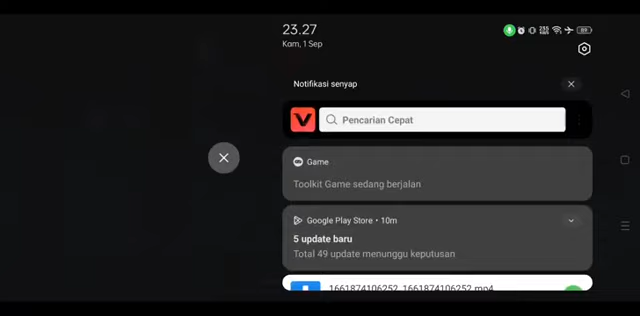 23.27
Kam, 1 Sep
89
Notifikasi senyap
Pencarian Cepat
Game
Toolkit Game sedang berjalan
Google Play Store • 10m
5 update baru
Total 49 update menunggu keputusan
1661874106252_1661874106252.mp4